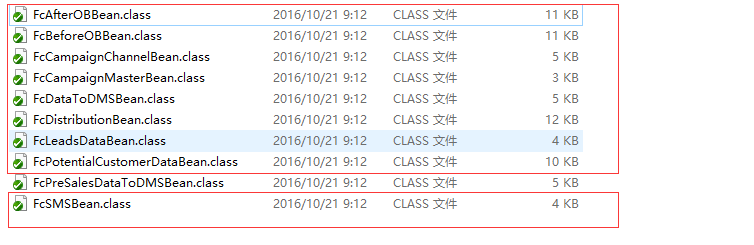 FcAfterOBBean.class 2016/10/21 9:12 CLASS 文件 11 KB
FcBeforeOBBean.class 2016/10/21 9:12 CLASS 文件 11 KB
FcCampaignChannelBean.class 2016/10/21 9:12 CLASS 文件 5 KB
FcCampaignMasterBean.class 2016/10/21 9:12 CLASS 文件 3 KB
FcDataToDMSBean.class 2016/10/21 9:12 CLASS 文件 5 KB
FcDistributionBean.class 2016/10/21 9:12 CLASS 文件 12 KB
FcLeadsDataBean.class 2016/10/21 9:12 CLASS 文件 4 KB
FcPotentialCustomerDataBean.class 2016/10/21 9:12 CLASS 文件 10 KB
FcPreSalesDataToDMSBean.class 2016/10/21 9:12 CLASS 文件 5 KB
FcSMSBean.class 2016/10/21 9:12 CLASS 文件 4 KB